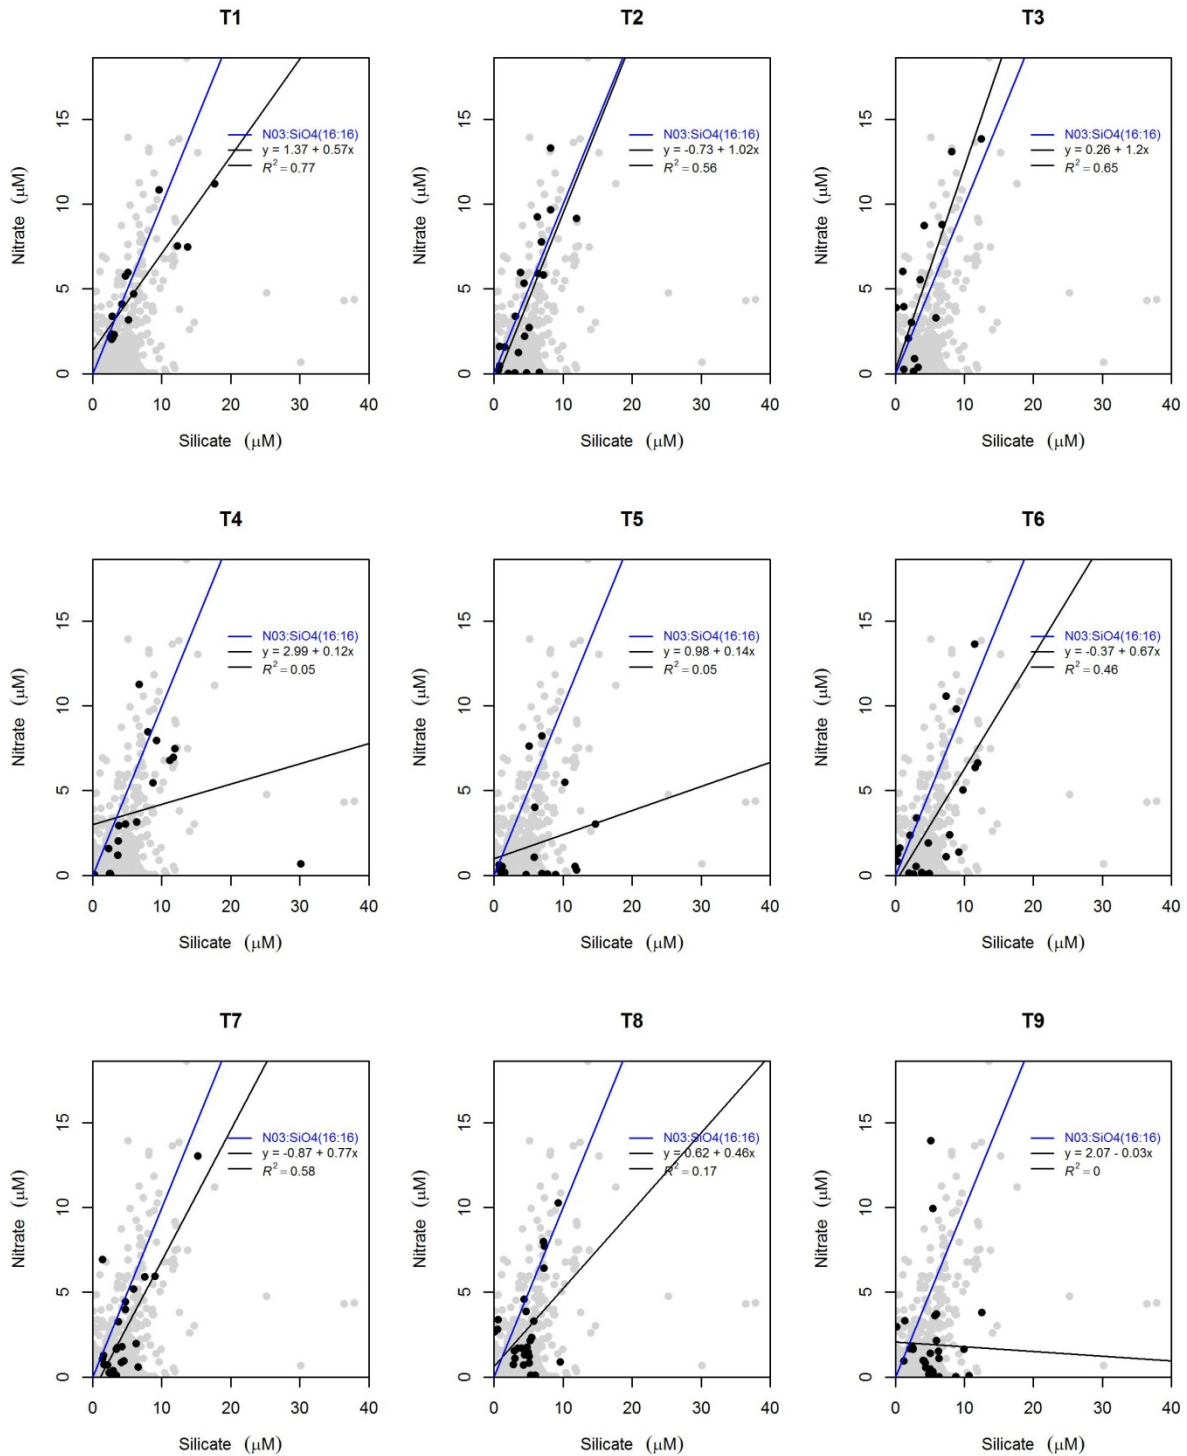 T1
N03:SiO4(16:16)
y = 1.37 + 0.57x
R² = 0.77
Nitrate (μM)
0 5 10 15
0 10 20 30 40
Silicate (μM)
T2
N03:SiO4(16:16)
y = -0.73 + 1.02x
R² = 0.56
Nitrate (μM)
0 5 10 15
0 10 20 30 40
Silicate (μM)
T3
N03:SiO4(16:16)
y = 0.26 + 1.2x
R² = 0.65
Nitrate (μM)
0 5 10 15
0 10 20 30 40
Silicate (μM)
T4
N03:SiO4(16:16)
y = 2.99 + 0.12x
R² = 0.05
Nitrate (μM)
0 5 10 15
0 10 20 30 40
Silicate (μM)
T5
N03:SiO4(16:16)
y = 0.98 + 0.14x
R² = 0.05
Nitrate (μM)
0 5 10 15
0 10 20 30 40
Silicate (μM)
T6
N03:SiO4(16:16)
y = -0.37 + 0.67x
R² = 0.46
Nitrate (μM)
0 5 10 15
0 10 20 30 40
Silicate (μM)
T7
N03:SiO4(16:16)
y = -0.87 + 0.77x
R² = 0.58
Nitrate (μM)
0 5 10 15
0 10 20 30 40
Silicate (μM)
T8
N03:SiO4(16:16)
y = 0.62 + 0.46x
R² = 0.17
Nitrate (μM)
0 5 10 15
0 10 20 30 40
Silicate (μM)
T9
N03:SiO4(16:16)
y = 2.07 - 0.03x
R² = 0
Nitrate (μM)
0 5 10 15
0 10 20 30 40
Silicate (μM)